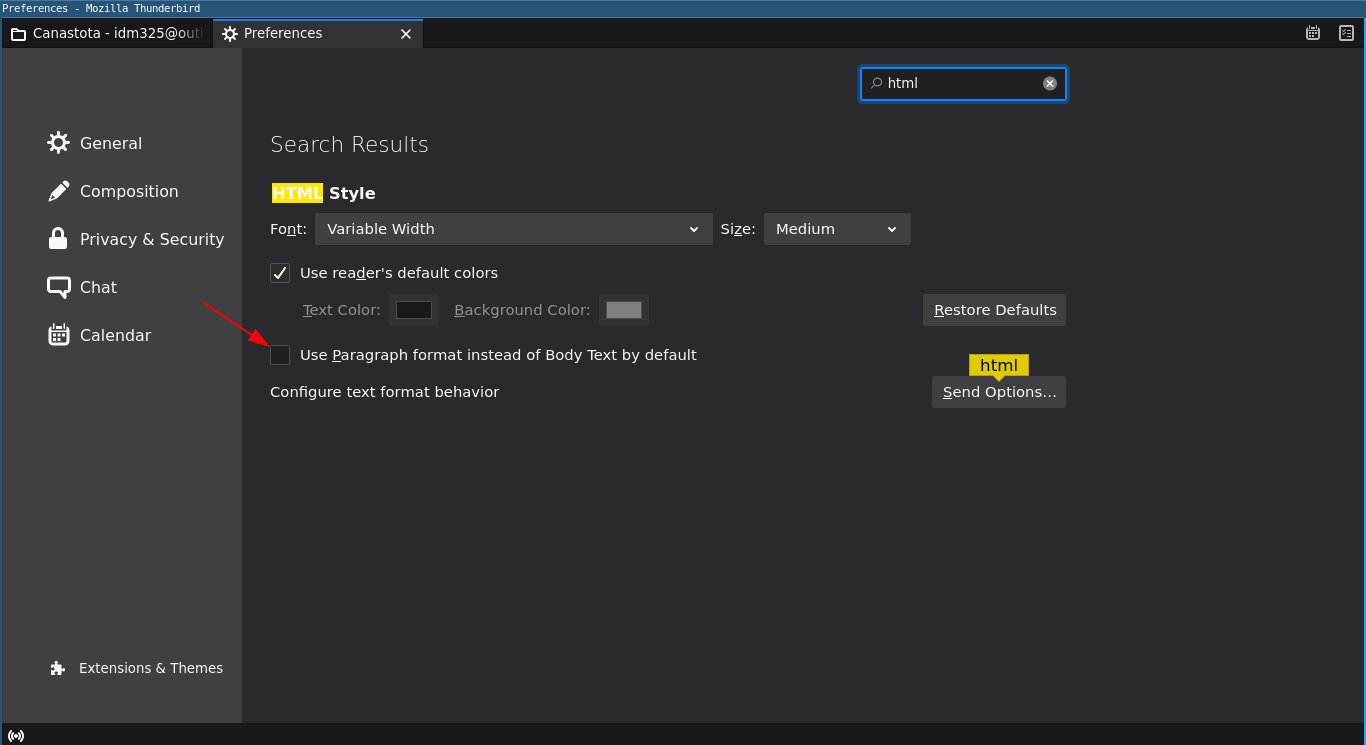 Preferences - Mozilla Thunderbird
Canastota - idm325@out
Preferences
html
General
Composition
Privacy & Security
Chat
Calendar
Extensions & Themes
Search Results
HTML Style
Font: Variable Width Size: Medium
Use reader's default colors
Text Color: Background Color: Restore Defaults
Use Paragraph format instead of Body Text by default
html
Configure text format behavior Send Options...